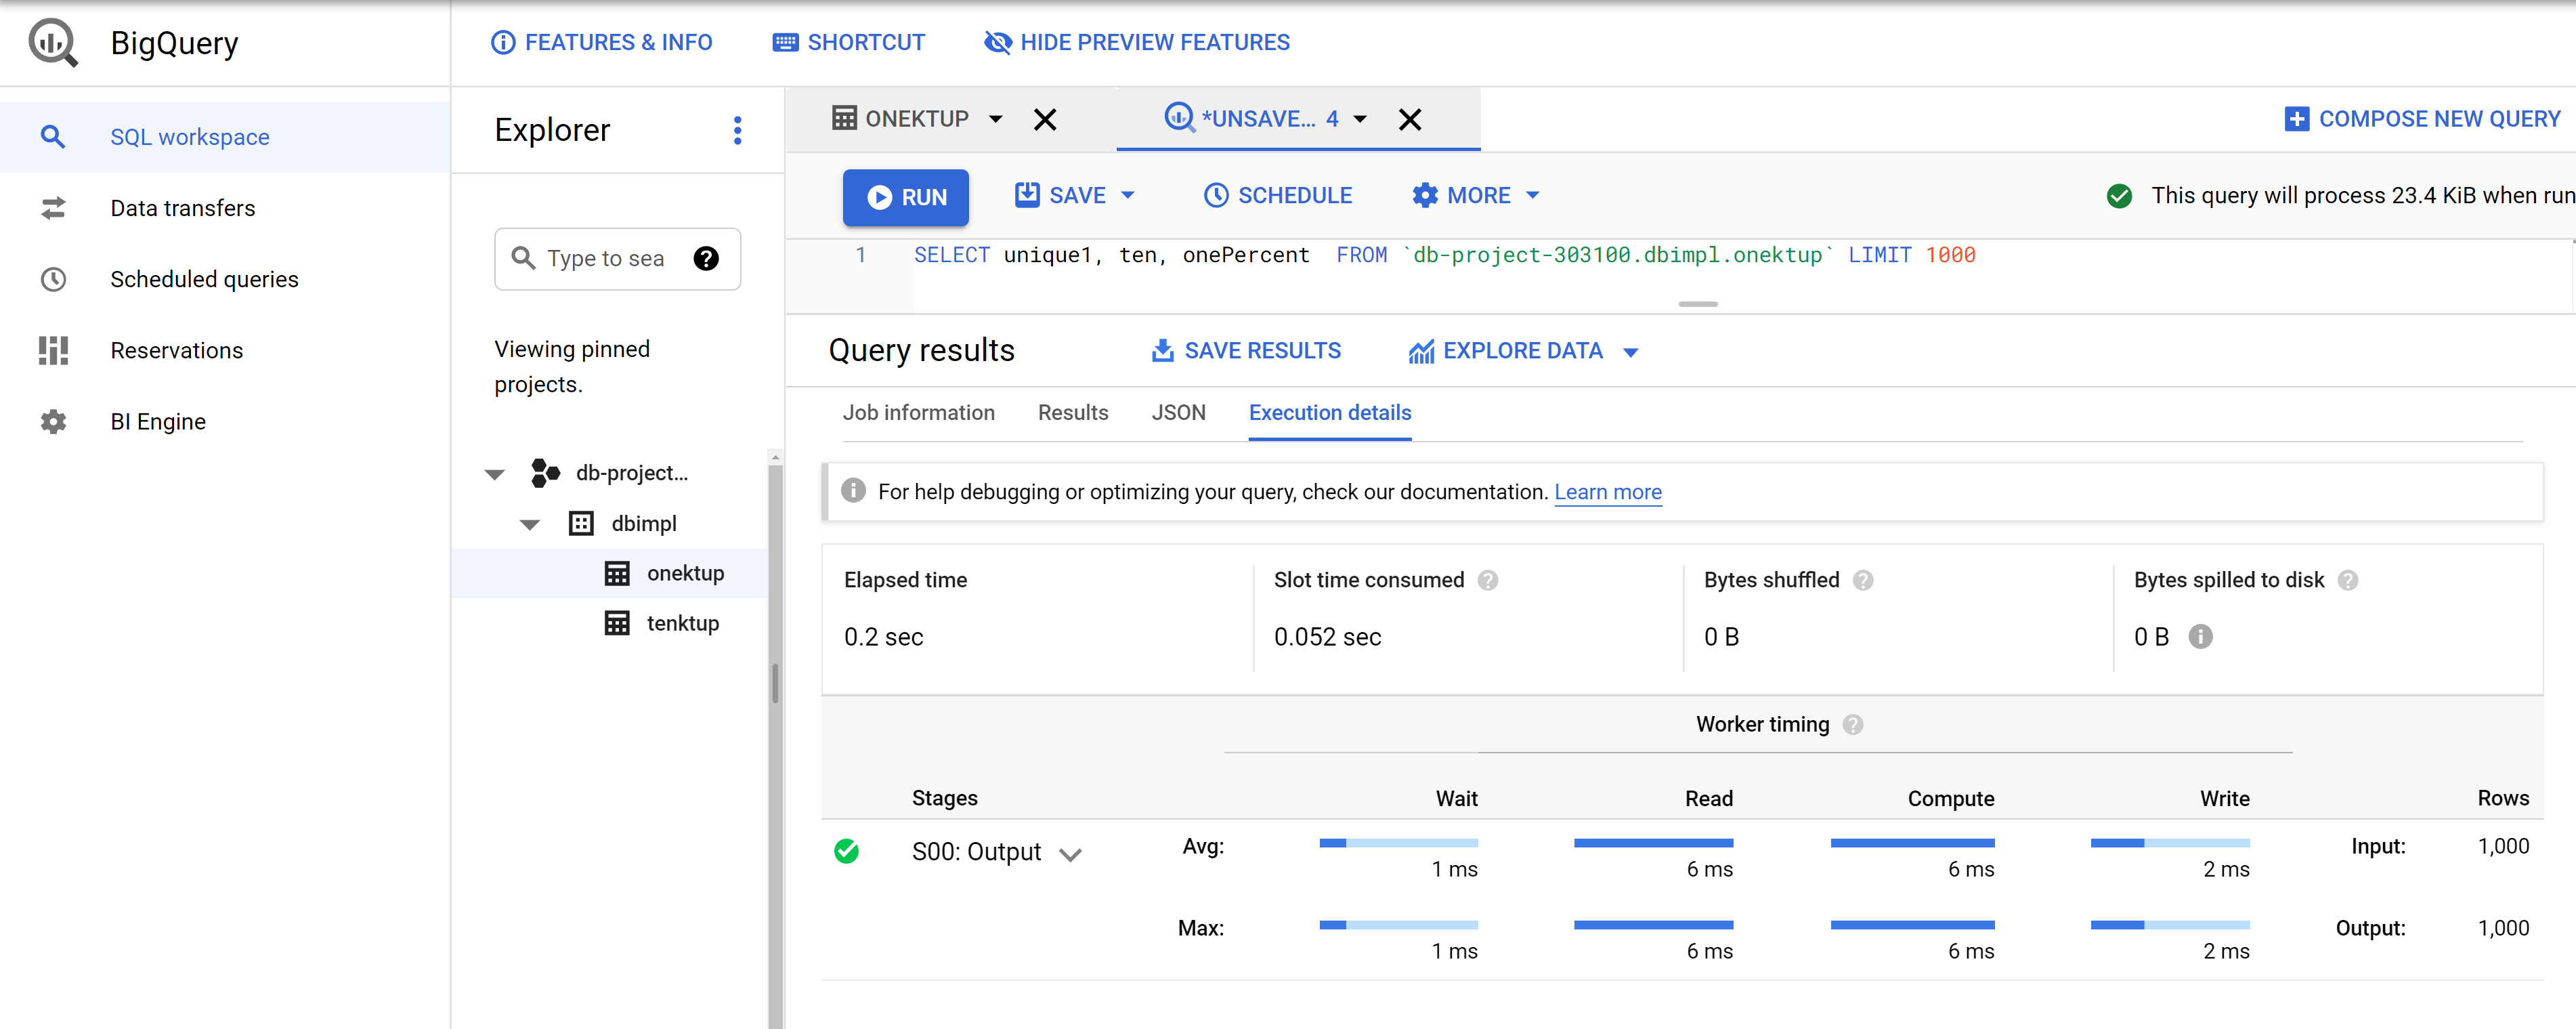 BigQuery
FEATURES & INFO
SHORTCUT
HIDE PREVIEW FEATURES
SQL workspace
Data transfers
Scheduled queries
Reservations
BI Engine
Explorer
Type to sea
Viewing pinned
projects.
db-project...
dbimpl
onektup
tenktup
ONEKTUP
*UNSAVE... 4
COMPOSE NEW QUERY
RUN
SAVE
SCHEDULE
MORE
This query will process 23.4 KiB when run
1 SELECT unique1, ten, onePercent  FROM `db-project-303100.dbimpl.onektup` LIMIT 1000
Query results
SAVE RESULTS
EXPLORE DATA
Job information Results JSON Execution details
For help debugging or optimizing your query, check our documentation. Learn more
Elapsed time
0.2 sec
Slot time consumed
0.052 sec
Bytes shuffled
0 B
Bytes spilled to disk
0 B
Worker timing
Stages Wait Read Compute Write Rows
S00: Output
Avg: 1 ms 6 ms 6 ms 2 ms Input: 1,000
Max: 1 ms 6 ms 6 ms 2 ms Output: 1,000